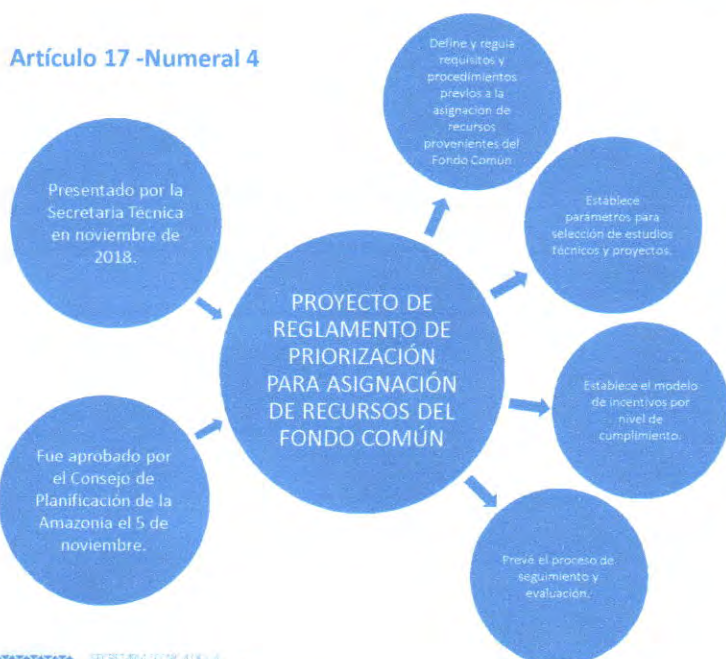 Artículo 17 -Numeral 4
Presentado por la
Secretaria Técnica
en noviembre de
2018.
Fue aprobado por
el Consejo de
Planificación de la
Amazonia el 5 de
noviembre.
PROYECTO DE
REGLAMENTO DE
PRIORIZACIÓN
PARA ASIGNACIÓN
DE RECURSOS DEL
FONDO COMÚN
Define y regula
requisitos y
procedimientos
previos a la
asignación de
recursos
provenientes del
Fondo Común
Establece
parámetros para
selección de estudios
técnicos y proyectos.
Establece el modelo
de incentivos por
nivel de
cumplimiento.
Prevé el proceso de
seguimiento y
evaluación.